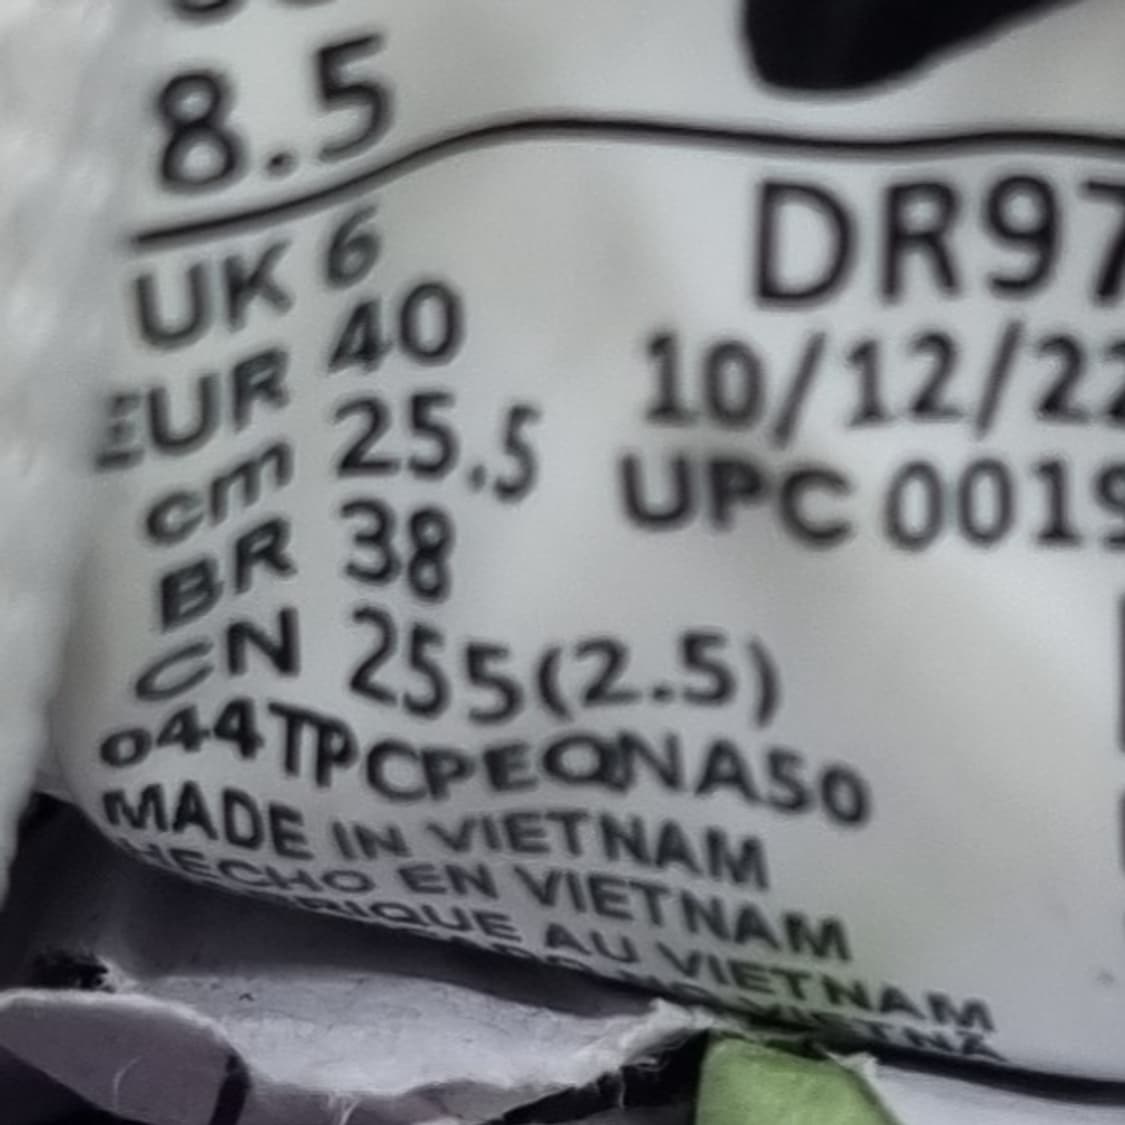 8.5
UK 6
EUR 40
cm 25.5
BR 38
CN 255(2.5)
044TPCPEQNA50
MADE IN VIETNAM
HECHO EN VIETNAM
AU VIETNAM
DR97
10/12/22
UPC 0019